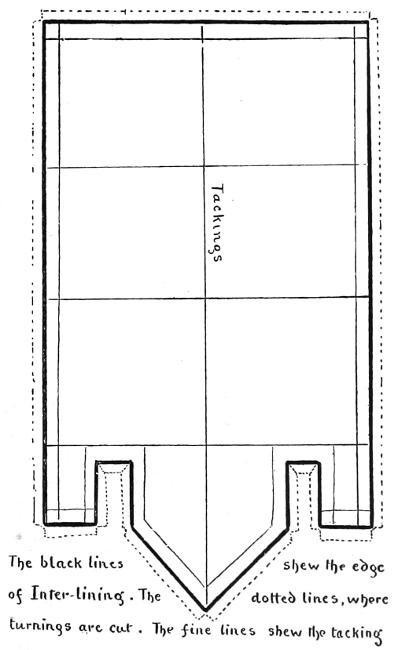 Tackings
The black lines shew the edge
of Inter-lining. The dotted lines, where
turnings are cut. The fine lines shew the tacking